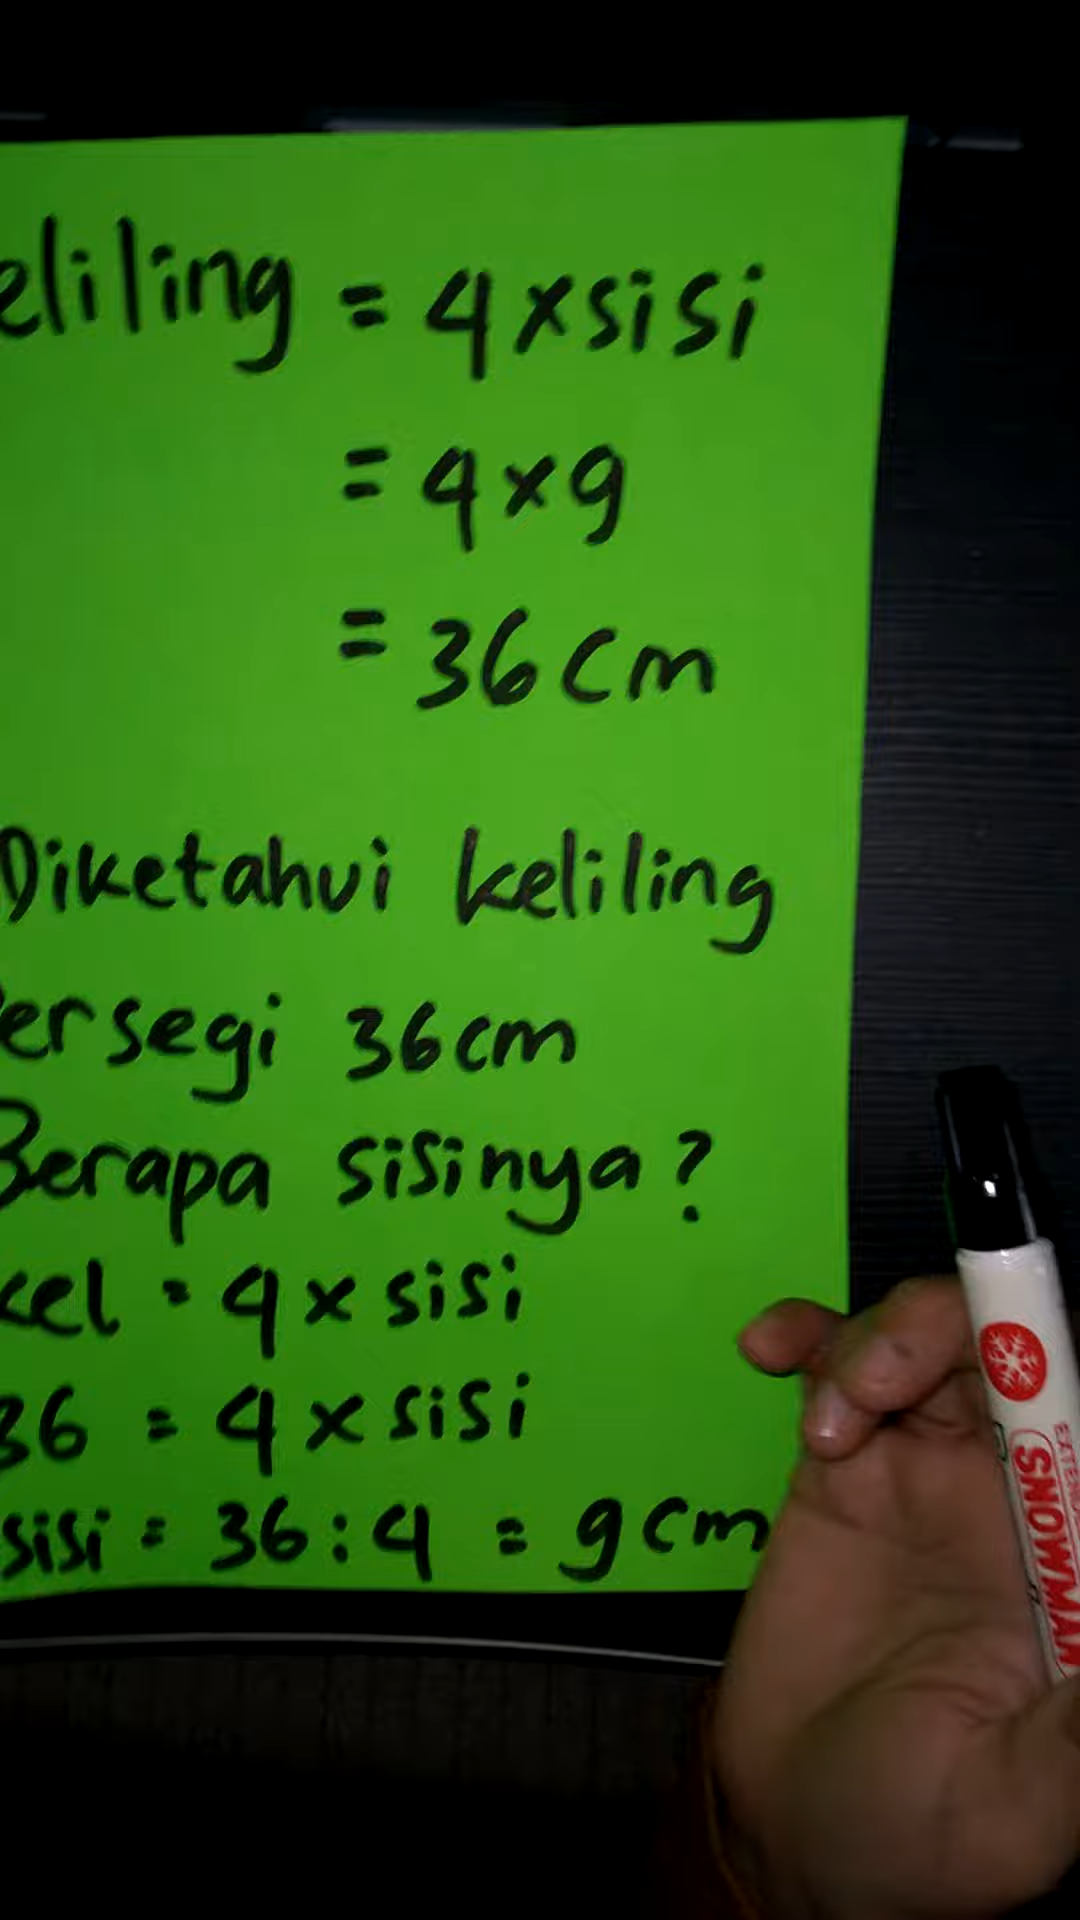 eliling = 4 x sisi
= 4 x 9
= 36 cm
Diketahui keliling
Persegi 36 cm
Berapa sisinya?
kel = 4 x sisi
36 = 4 x sisi
sisi = 36 : 4 = 9 cm
SNOWMAN